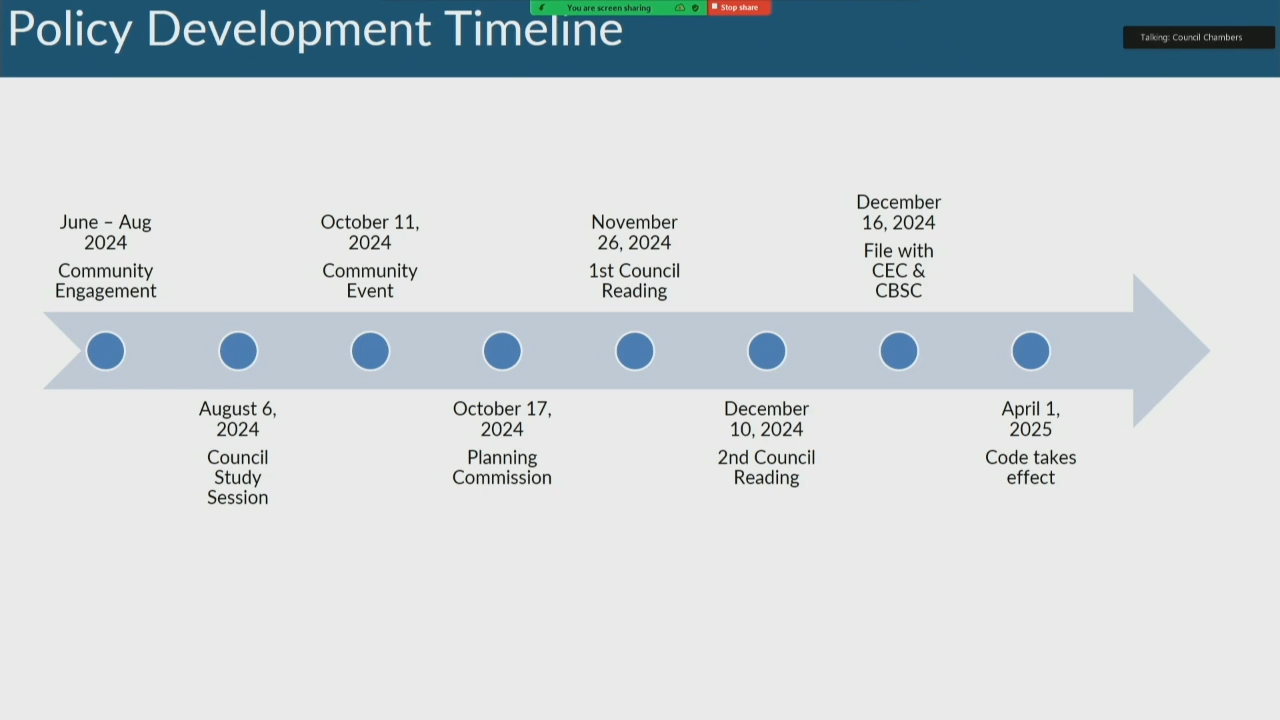 Policy Development Timeline
You are screen sharing
Stop share
Talking: Council Chambers
June – Aug
2024
Community
Engagement
August 6,
2024
Council
Study
Session
October 11,
2024
Community
Event
October 17,
2024
Planning
Commission
November
26, 2024
1st Council
Reading
December
10, 2024
2nd Council
Reading
December
16, 2024
File with
CEC &
CBSC
April 1,
2025
Code takes
effect